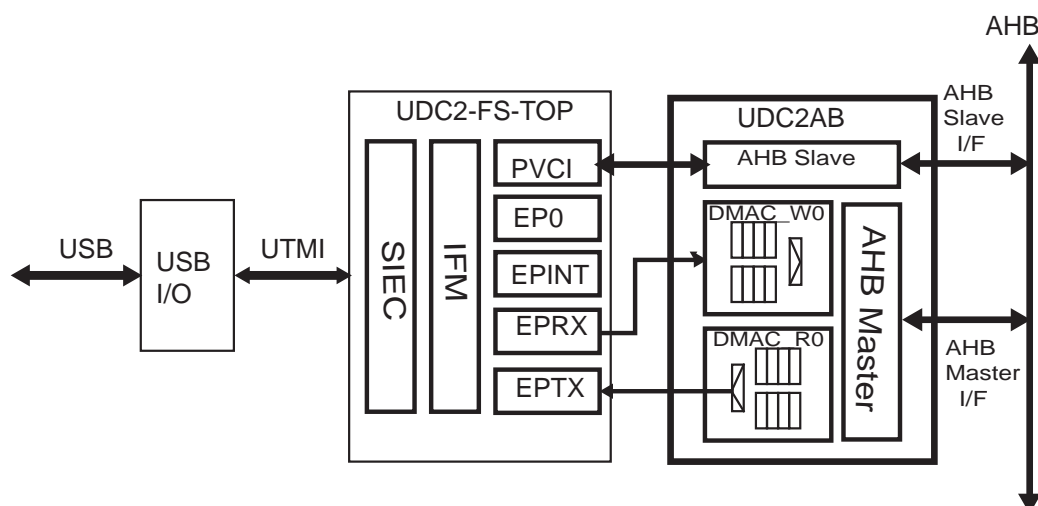 AHB
UDC2-FS-TOP
UDC2AB
AHB
Slave
I/F
PVCI
AHB Slave
EP0
DMAC_W0
USB
USB
I/O
UTMI
SIEC
IFM
EPINT
AHB Master
EPRX
DMAC_R0
AHB
Master
I/F
EPTX